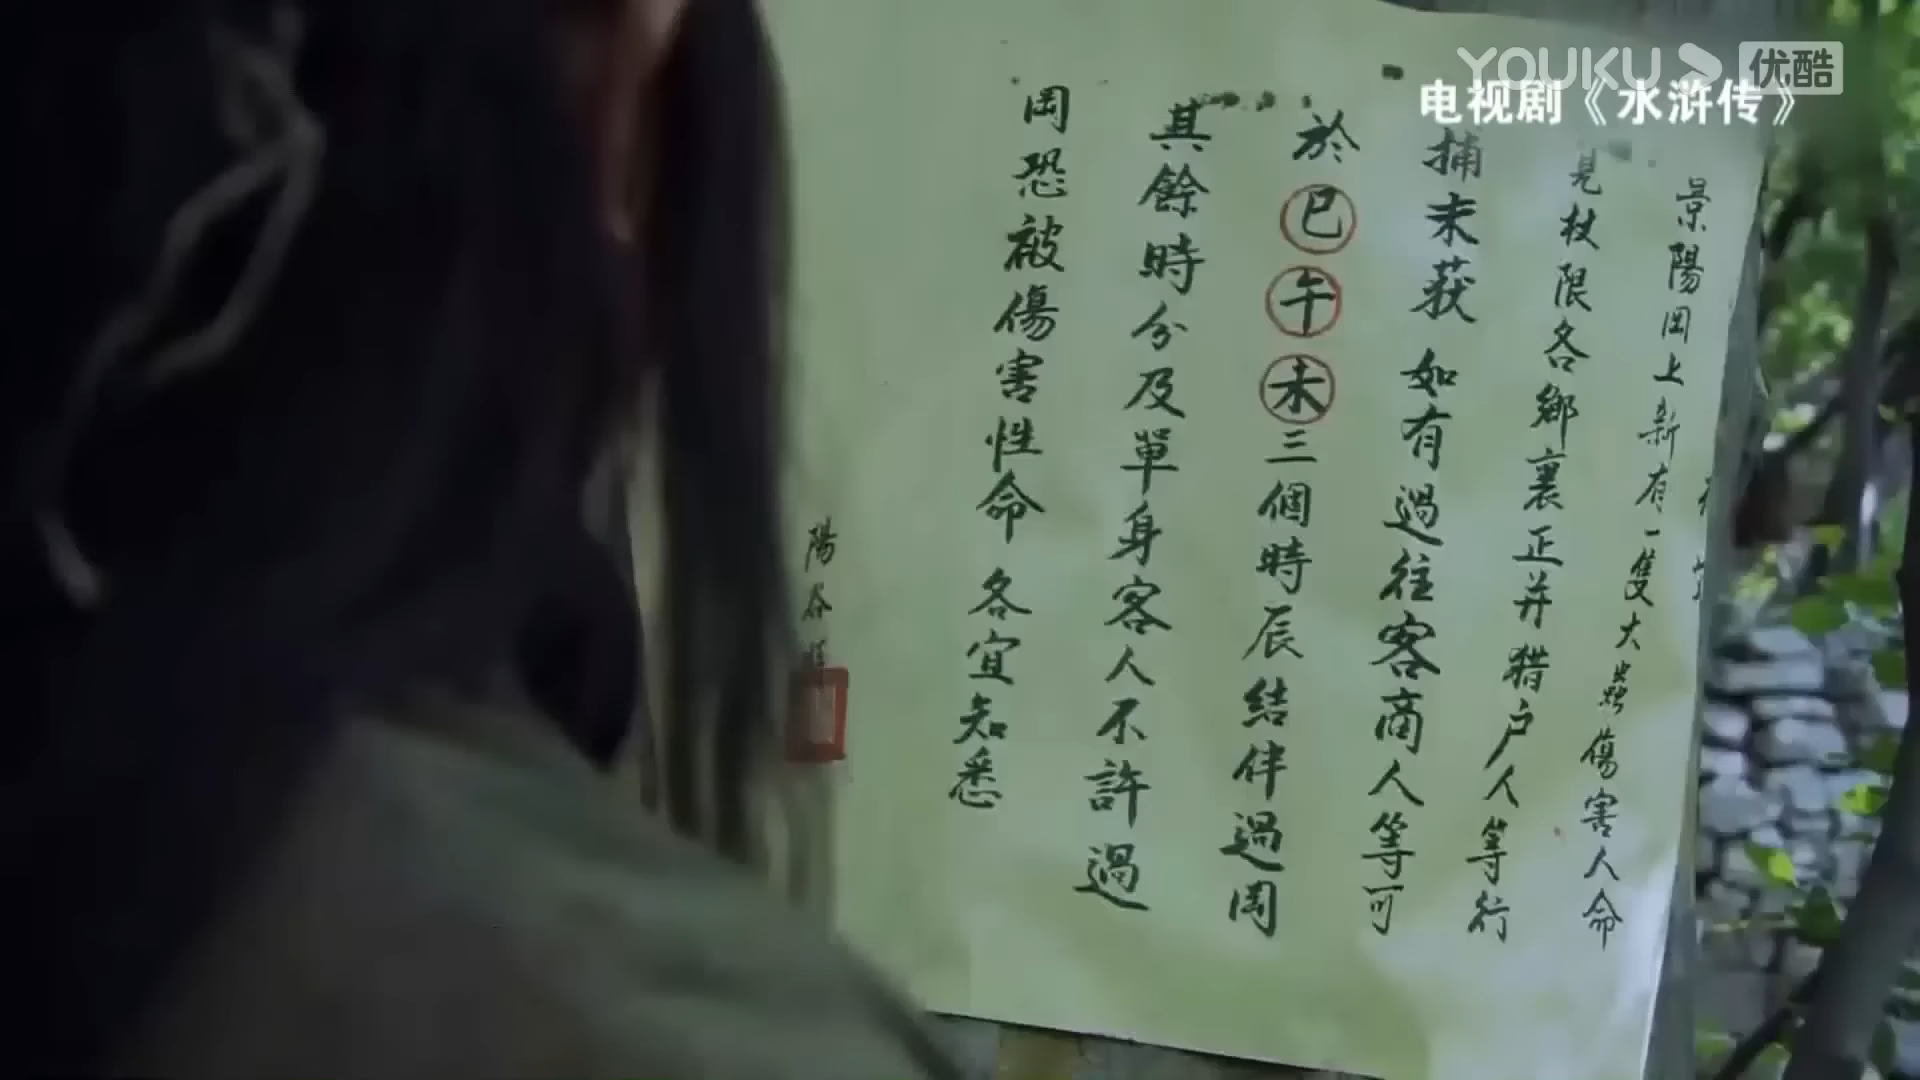 YOUKU 优酷
电视剧《水浒传》
景陽岡上新有一隻大蟲傷害人命
見杖限各鄉裏正并猎户人等行
捕未获 如有過往客商人等可
於巳午未三個時辰結伴過岡
其餘時分及單身客人不許過
岡恐被傷害性命 各宜知悉
陽谷